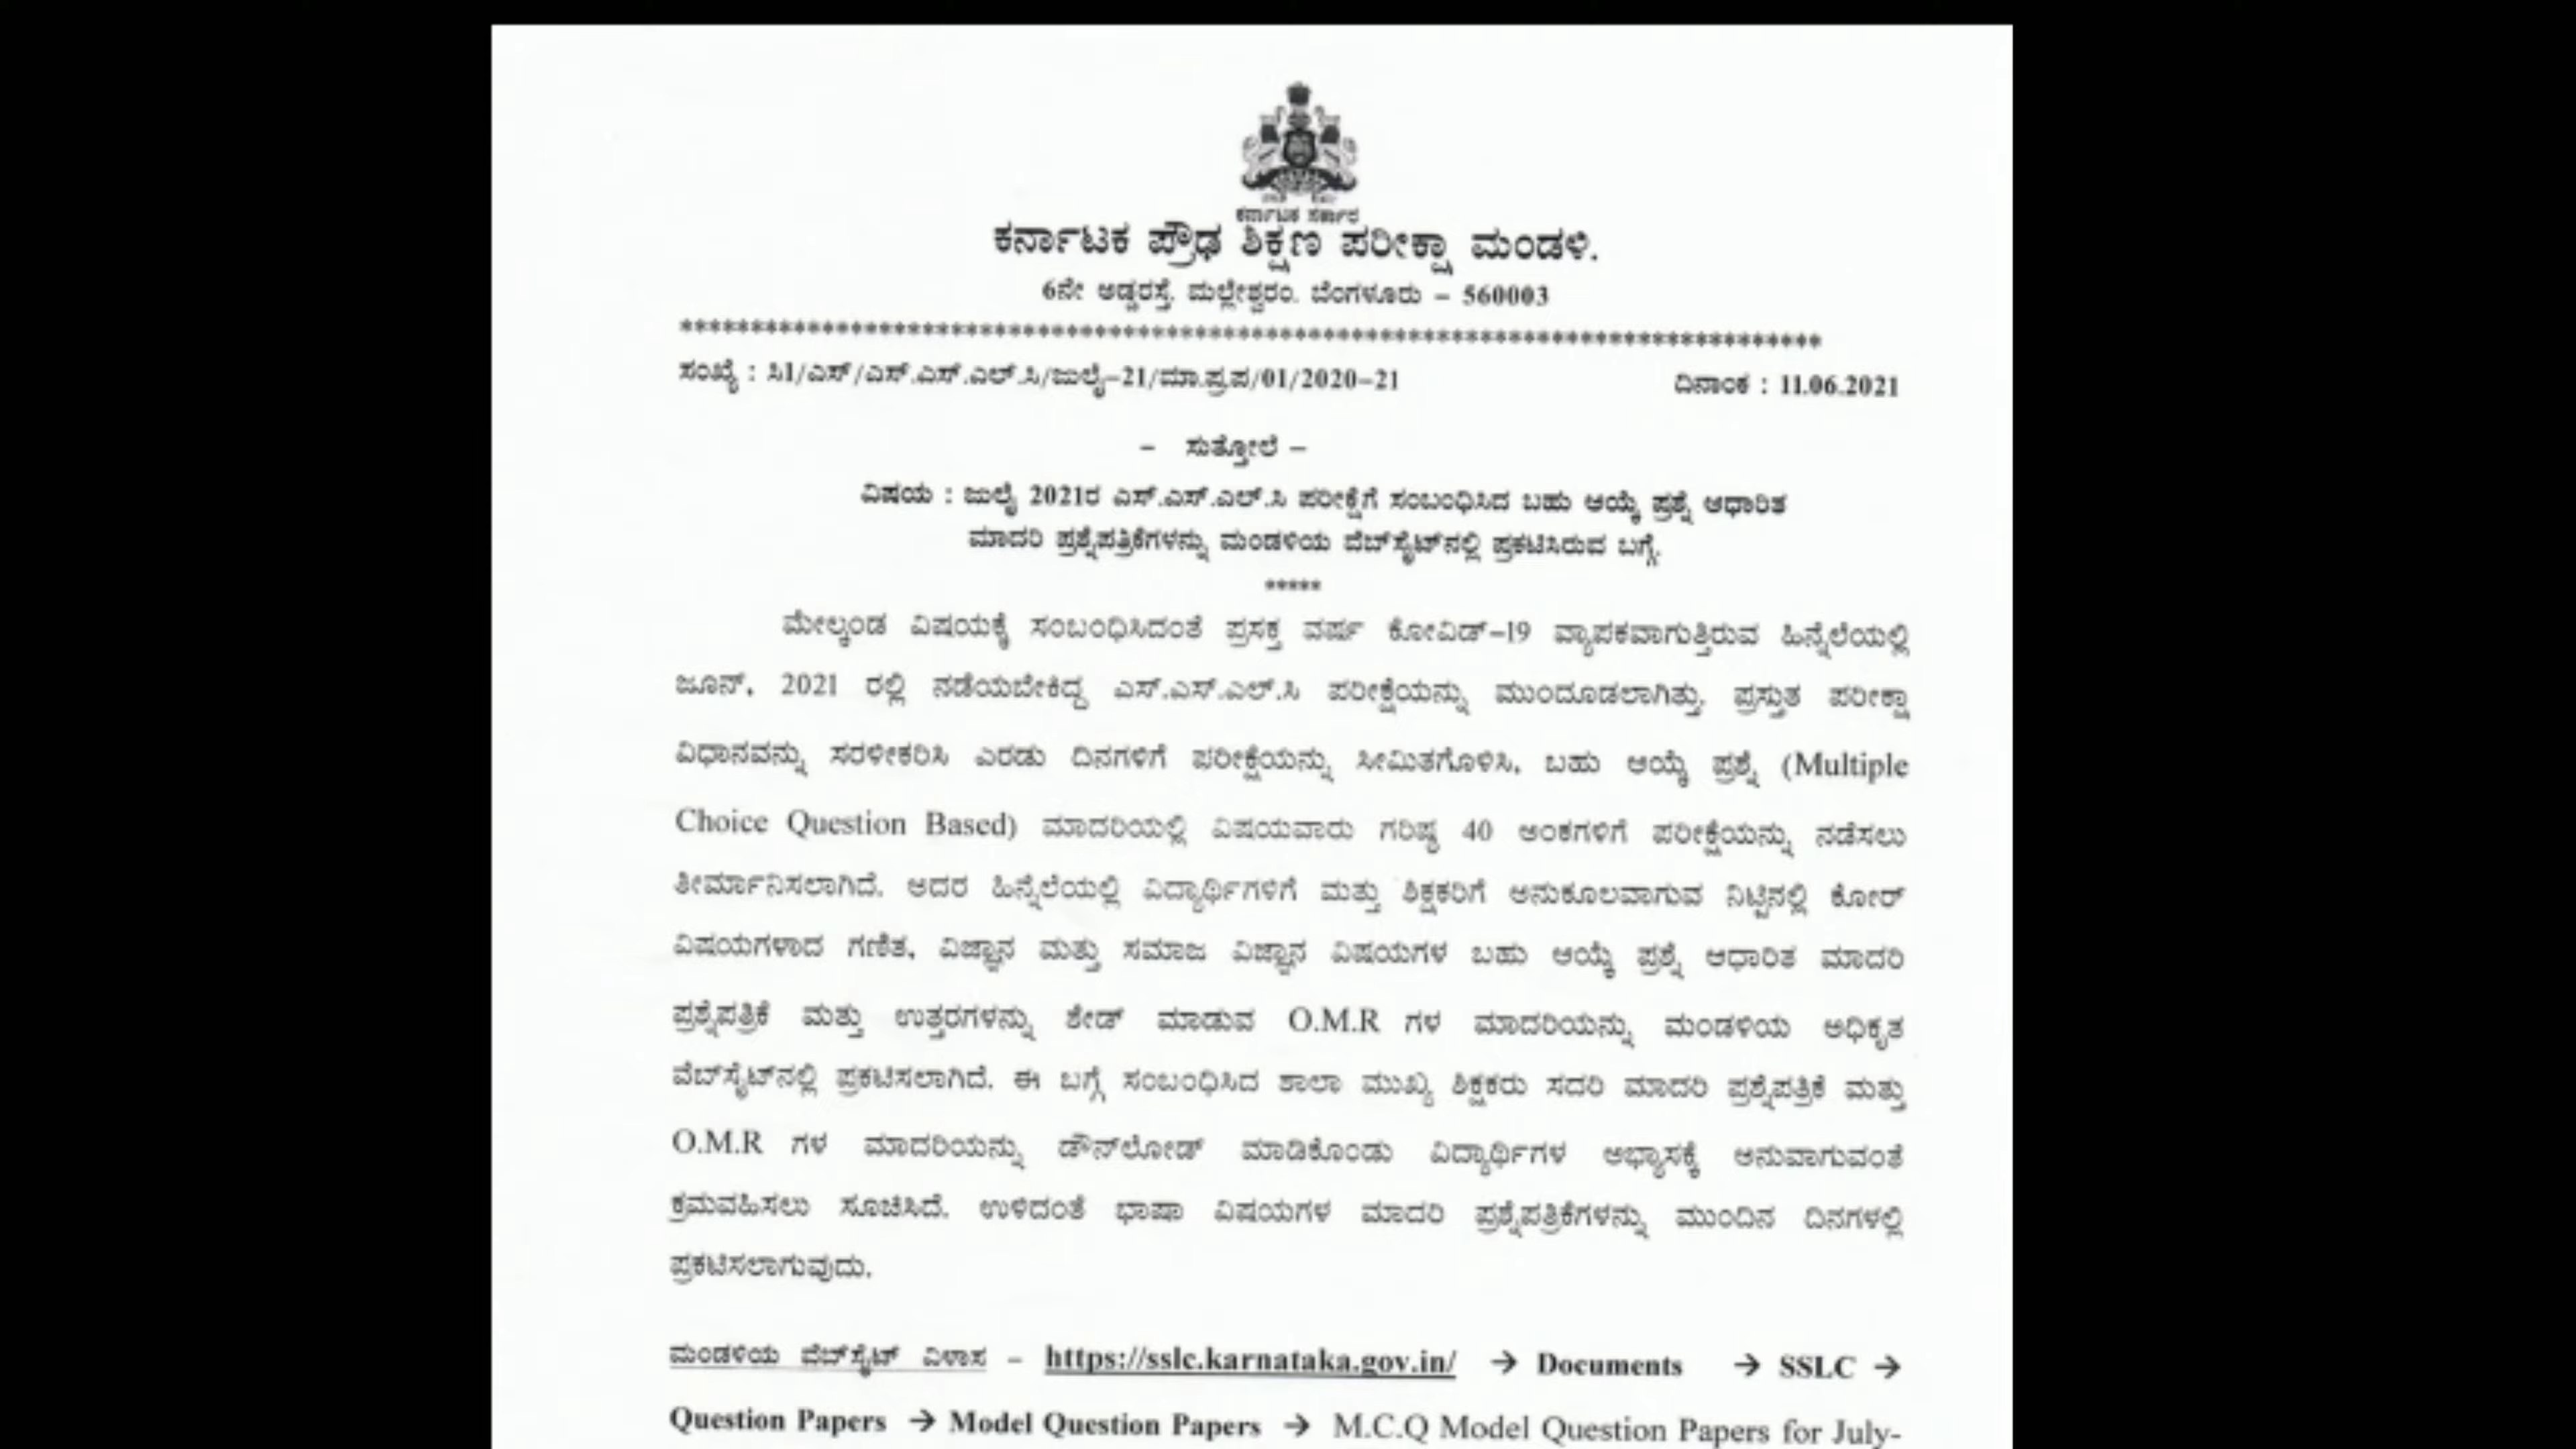 ಕರ್ನಾಟಕ ಸರ್ಕಾರ
ಕರ್ನಾಟಕ ಪ್ರೌಢ ಶಿಕ್ಷಣ ಪರೀಕ್ಷಾ ಮಂಡಳಿ.
6ನೇ ಅಡ್ಡರಸ್ತೆ, ಮಲ್ಲೇಶ್ವರಂ, ಬೆಂಗಳೂರು – 560003
********************************************************************************
ಸಂಖ್ಯೆ : ಸಿ1/ಎಸ್/ಎಸ್.ಎಸ್.ಎಲ್.ಸಿ/ಜುಲೈ–21/ಮಾ.ಪ್ರ.ಪ/01/2020–21 ದಿನಾಂಕ : 11.06.2021
– ಸುತ್ತೋಲೆ –
ವಿಷಯ : ಜುಲೈ 2021ರ ಎಸ್.ಎಸ್.ಎಲ್.ಸಿ ಪರೀಕ್ಷೆಗೆ ಸಂಬಂಧಿಸಿದ ಬಹು ಆಯ್ಕೆ ಪ್ರಶ್ನೆ ಆಧಾರಿತ
ಮಾದರಿ ಪ್ರಶ್ನೆಪತ್ರಿಕೆಗಳನ್ನು ಮಂಡಳಿಯ ವೆಬ್‌ಸೈಟ್‌ನಲ್ಲಿ ಪ್ರಕಟಿಸಿರುವ ಬಗ್ಗೆ.
*****
ಮೇಲ್ಕಂಡ ವಿಷಯಕ್ಕೆ ಸಂಬಂಧಿಸಿದಂತೆ ಪ್ರಸಕ್ತ ವರ್ಷ ಕೋವಿಡ್–19 ವ್ಯಾಪಕವಾಗುತ್ತಿರುವ ಹಿನ್ನೆಲೆಯಲ್ಲಿ
ಜೂನ್, 2021 ರಲ್ಲಿ ನಡೆಯಬೇಕಿದ್ದ ಎಸ್.ಎಸ್.ಎಲ್.ಸಿ ಪರೀಕ್ಷೆಯನ್ನು ಮುಂದೂಡಲಾಗಿತ್ತು. ಪ್ರಸ್ತುತ ಪರೀಕ್ಷಾ
ವಿಧಾನವನ್ನು ಸರಳೀಕರಿಸಿ ಎರಡು ದಿನಗಳಿಗೆ ಪರೀಕ್ಷೆಯನ್ನು ಸೀಮಿತಗೊಳಿಸಿ, ಬಹು ಆಯ್ಕೆ ಪ್ರಶ್ನೆ (Multiple
Choice Question Based) ಮಾದರಿಯಲ್ಲಿ ವಿಷಯವಾರು ಗರಿಷ್ಠ 40 ಅಂಕಗಳಿಗೆ ಪರೀಕ್ಷೆಯನ್ನು ನಡೆಸಲು
ತೀರ್ಮಾನಿಸಲಾಗಿದೆ. ಅದರ ಹಿನ್ನೆಲೆಯಲ್ಲಿ ವಿದ್ಯಾರ್ಥಿಗಳಿಗೆ ಮತ್ತು ಶಿಕ್ಷಕರಿಗೆ ಅನುಕೂಲವಾಗುವ ನಿಟ್ಟಿನಲ್ಲಿ ಕೋರ್
ವಿಷಯಗಳಾದ ಗಣಿತ, ವಿಜ್ಞಾನ ಮತ್ತು ಸಮಾಜ ವಿಜ್ಞಾನ ವಿಷಯಗಳ ಬಹು ಆಯ್ಕೆ ಪ್ರಶ್ನೆ ಆಧಾರಿತ ಮಾದರಿ
ಪ್ರಶ್ನೆಪತ್ರಿಕೆ ಮತ್ತು ಉತ್ತರಗಳನ್ನು ಶೇಡ್ ಮಾಡುವ O.M.R ಗಳ ಮಾದರಿಯನ್ನು ಮಂಡಳಿಯ ಅಧಿಕೃತ
ವೆಬ್‌ಸೈಟ್‌ನಲ್ಲಿ ಪ್ರಕಟಿಸಲಾಗಿದೆ. ಈ ಬಗ್ಗೆ ಸಂಬಂಧಿಸಿದ ಶಾಲಾ ಮುಖ್ಯ ಶಿಕ್ಷಕರು ಸದರಿ ಮಾದರಿ ಪ್ರಶ್ನೆಪತ್ರಿಕೆ ಮತ್ತು
O.M.R ಗಳ ಮಾದರಿಯನ್ನು ಡೌನ್‌ಲೋಡ್ ಮಾಡಿಕೊಂಡು ವಿದ್ಯಾರ್ಥಿಗಳ ಅಭ್ಯಾಸಕ್ಕೆ ಅನುವಾಗುವಂತೆ
ಕ್ರಮವಹಿಸಲು ಸೂಚಿಸಿದೆ. ಉಳಿದಂತೆ ಭಾಷಾ ವಿಷಯಗಳ ಮಾದರಿ ಪ್ರಶ್ನೆಪತ್ರಿಕೆಗಳನ್ನು ಮುಂದಿನ ದಿನಗಳಲ್ಲಿ
ಪ್ರಕಟಿಸಲಾಗುವುದು.
ಮಂಡಳಿಯ ವೆಬ್‌ಸೈಟ್ ವಿಳಾಸ – https://sslc.karnataka.gov.in/ → Documents → SSLC →
Question Papers → Model Question Papers → M.C.Q Model Question Papers for July-